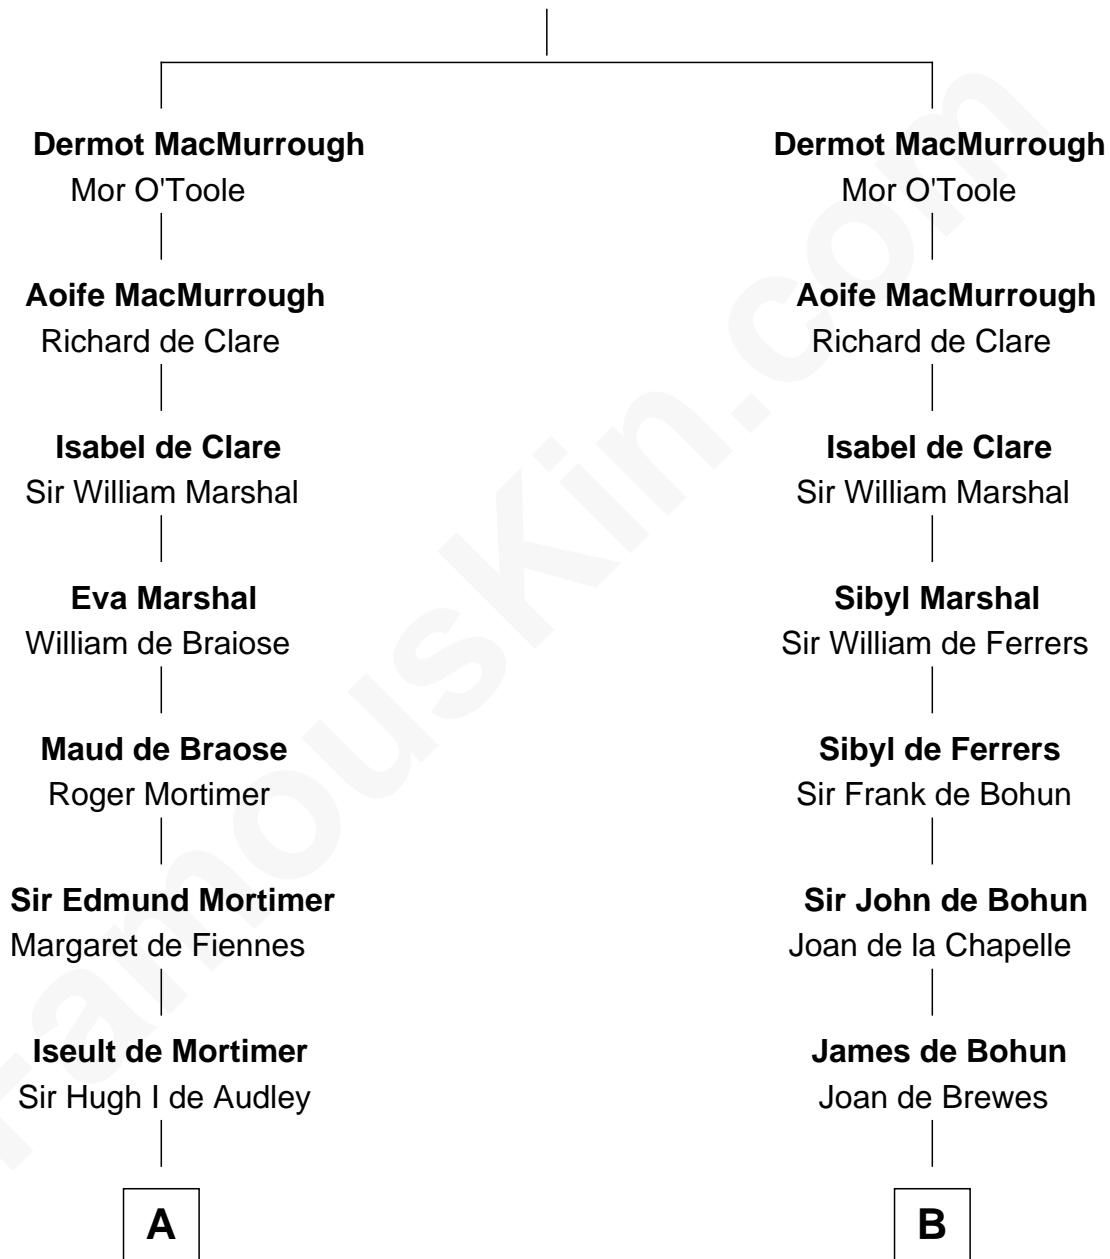 Dermot MacMurrough
Mor O'Toole
Aoife MacMurrough
Richard de Clare
Isabel de Clare
Sir William Marshal
Eva Marshal
William de Braiose
Maud de Braose
Roger Mortimer
Sir Edmund Mortimer
Margaret de Fiennes
Iseult de Mortimer
Sir Hugh I de Audley
A
Dermot MacMurrough
Mor O'Toole
Aoife MacMurrough
Richard de Clare
Isabel de Clare
Sir William Marshal
Sibyl Marshal
Sir William de Ferrers
Sibyl de Ferrers
Sir Frank de Bohun
Sir John de Bohun
Joan de la Chapelle
James de Bohun
Joan de Brewes
B
FamousKin.com